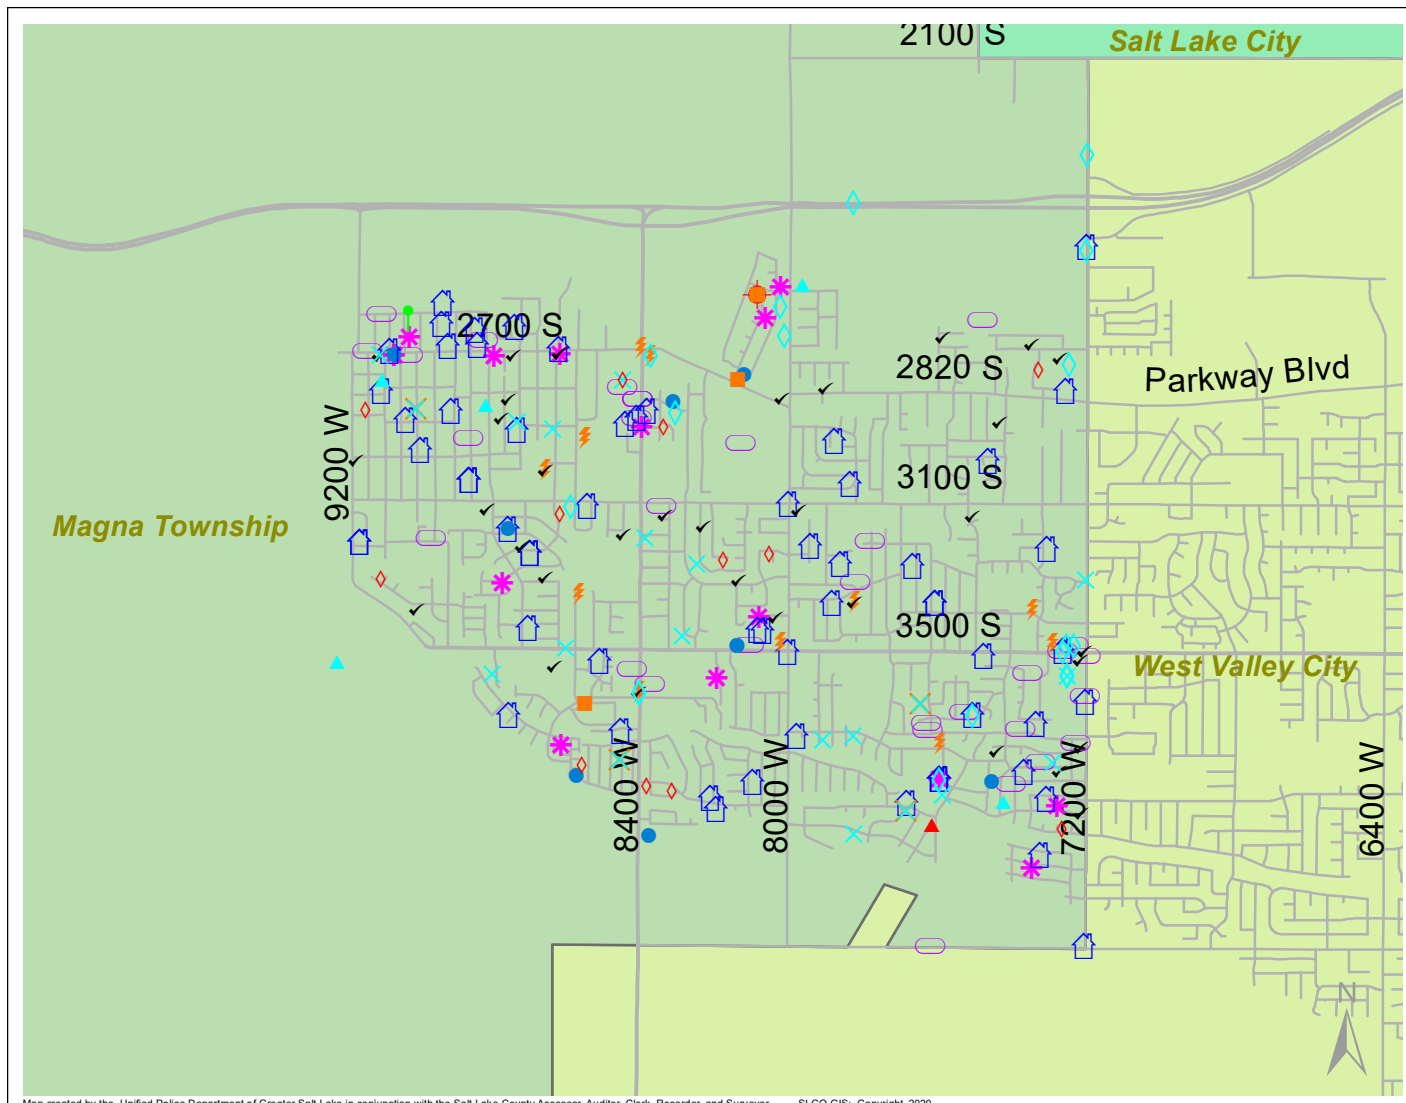 2100 S
Salt Lake City
2700 S
2820 S
Parkway Blvd
9200 W
3100 S
Magna Township
3500 S
West Valley City
8400 W
8000 W
7200 W
6400 W
N
Map created by the Unified Police Department of Greater Salt Lake in conjunction with the Salt Lake County Assessor, Auditor, Clerk, Recorder, and Surveyor. SLCO GIS: Copyright 2020